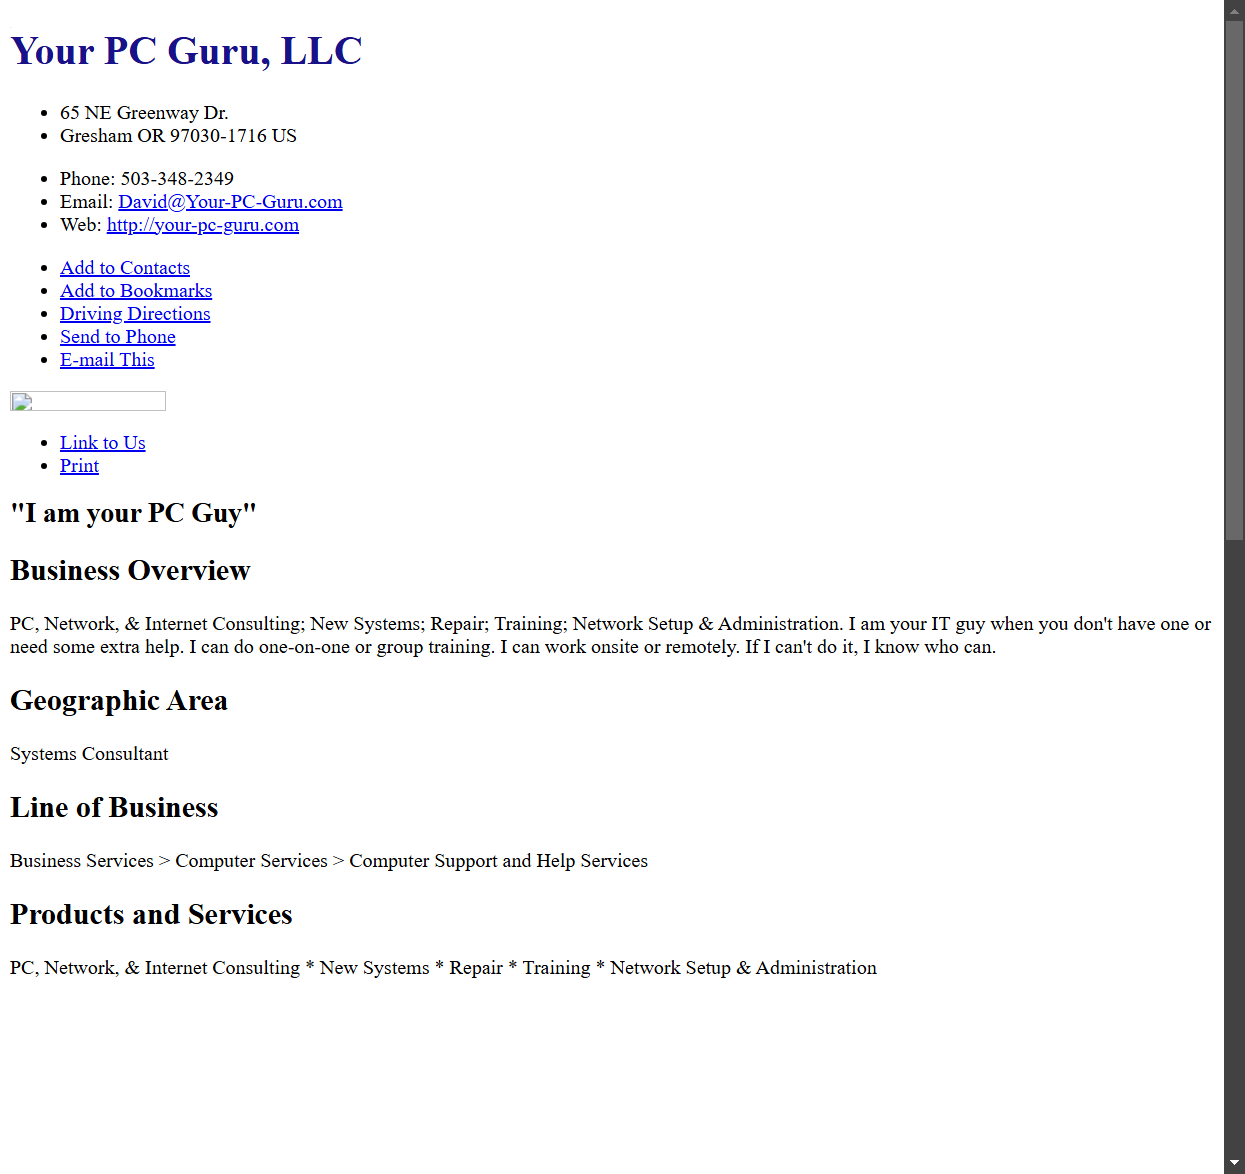 Your PC Guru, LLC
65 NE Greenway Dr.
Gresham OR 97030-1716 US
Phone: 503-348-2349
Email: David@Your-PC-Guru.com
Web: http://your-pc-guru.com
Add to Contacts
Add to Bookmarks
Driving Directions
Send to Phone
E-mail This
Link to Us
Print
"I am your PC Guy"
Business Overview
PC, Network, & Internet Consulting; New Systems; Repair; Training; Network Setup & Administration. I am your IT guy when you don't have one or
need some extra help. I can do one-on-one or group training. I can work onsite or remotely. If I can't do it, I know who can.
Geographic Area
Systems Consultant
Line of Business
Business Services > Computer Services > Computer Support and Help Services
Products and Services
PC, Network, & Internet Consulting * New Systems * Repair * Training * Network Setup & Administration